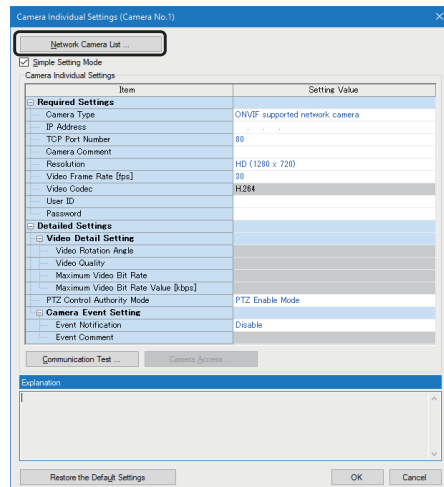 Camera Individual Settings (Camera No.1)
Network Camera List ...
Simple Setting Mode
Camera Individual Settings
Item Setting Value
Required Settings
Camera Type ONVIF supported network camera
IP Address . . .
TCP Port Number 80
Camera Comment
Resolution HD (1280 x 720)
Video Frame Rate [fps] 30
Video Codec H.264
User ID
Password
Detailed Settings
Video Detail Setting
Video Rotation Angle
Video Quality
Maximum Video Bit Rate
Maximum Video Bit Rate Value [kbps]
PTZ Control Authority Mode PTZ Enable Mode
Camera Event Setting
Event Notification Disable
Event Comment
Communication Test ... Camera Access ...
Explanation
Restore the Default Settings OK Cancel